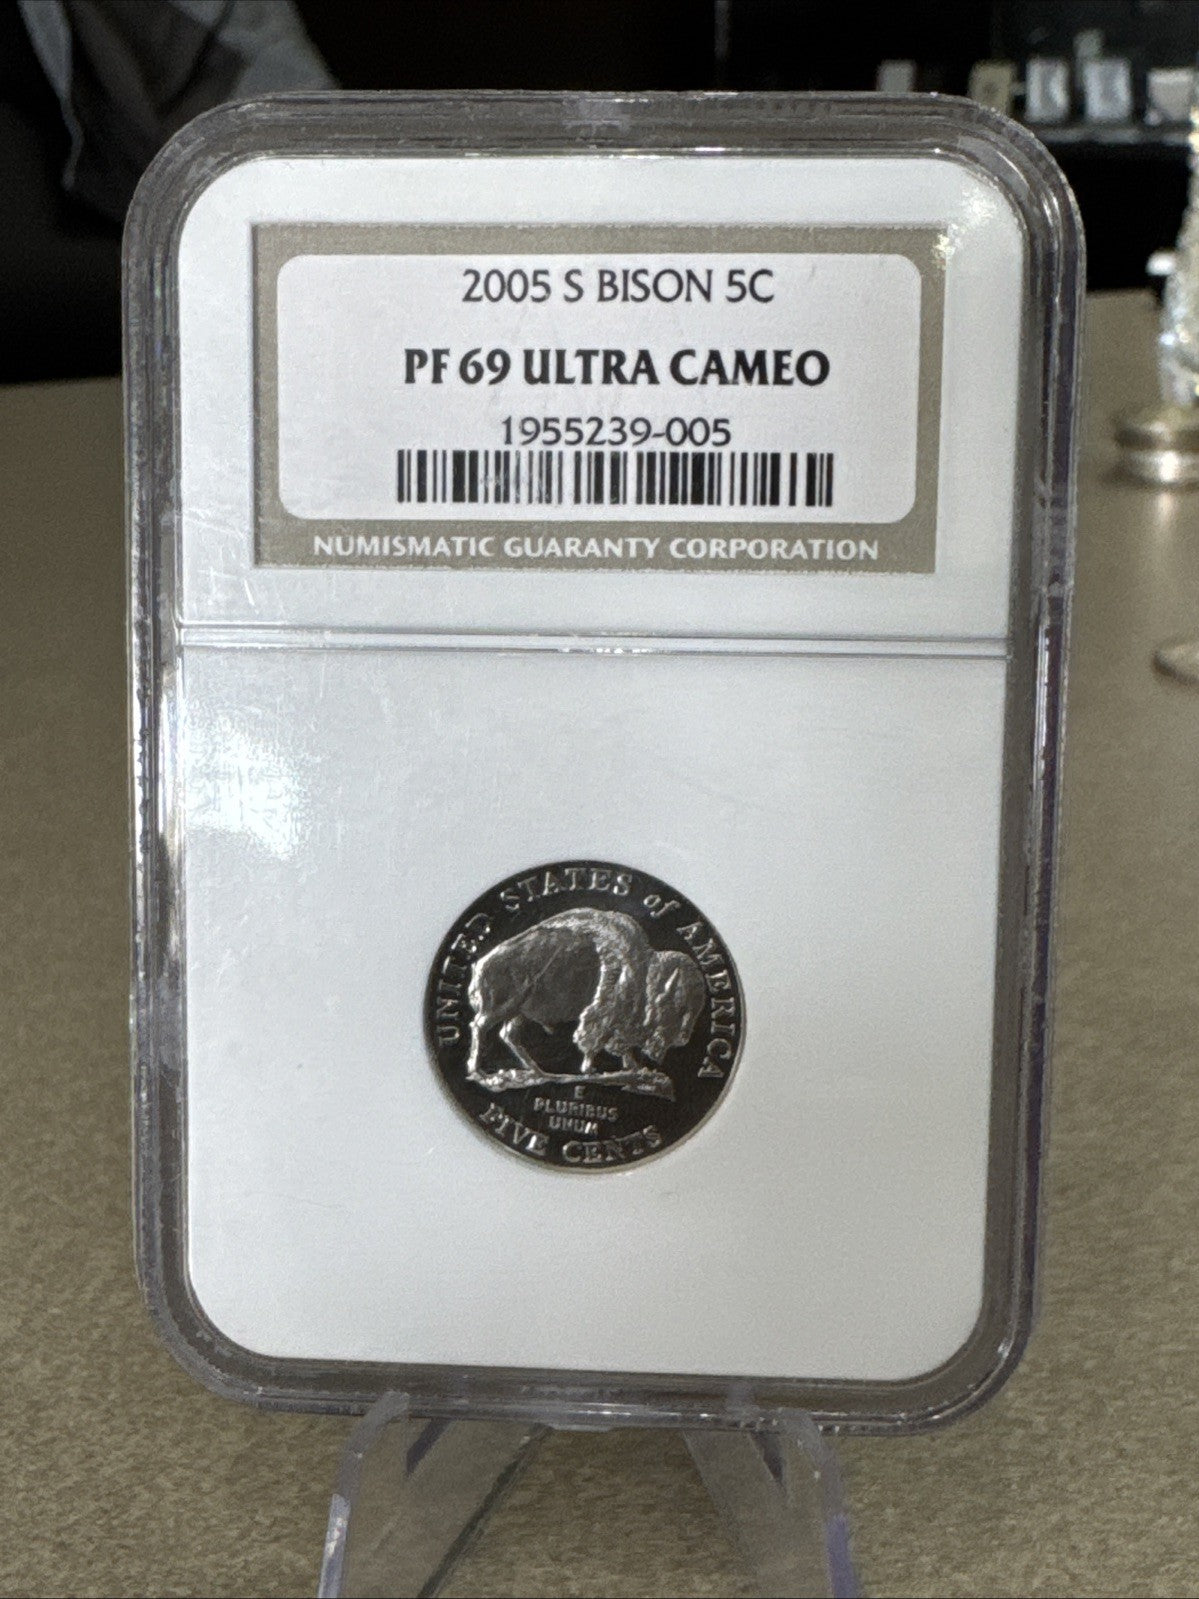 2005 S BISON 5C
PF 69 ULTRA CAMEO
1955239-005
NUMISMATIC GUARANTY CORPORATION
UNITED STATES of AMERICA
E
PLURIBUS
UNUM
FIVE CENTS